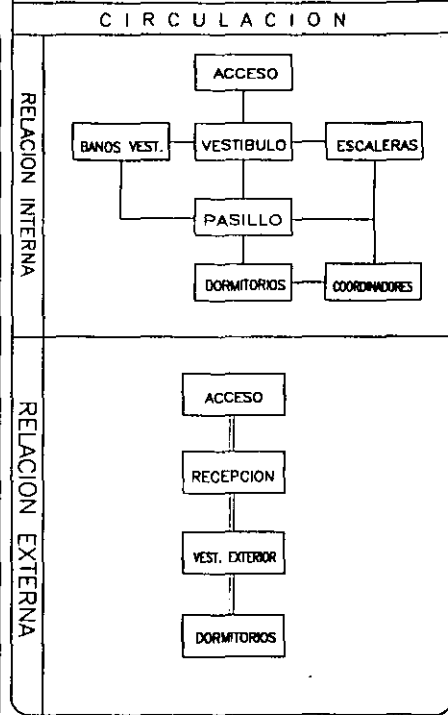 CIRCULACION
RELACION INTERNA
ACCESO
BANOS VEST.
VESTIBULO
ESCALERAS
PASILLO
DORMITORIOS
COORDINADORES
RELACION EXTERNA
ACCESO
RECEPCION
VEST. EXTERIOR
DORMITORIOS